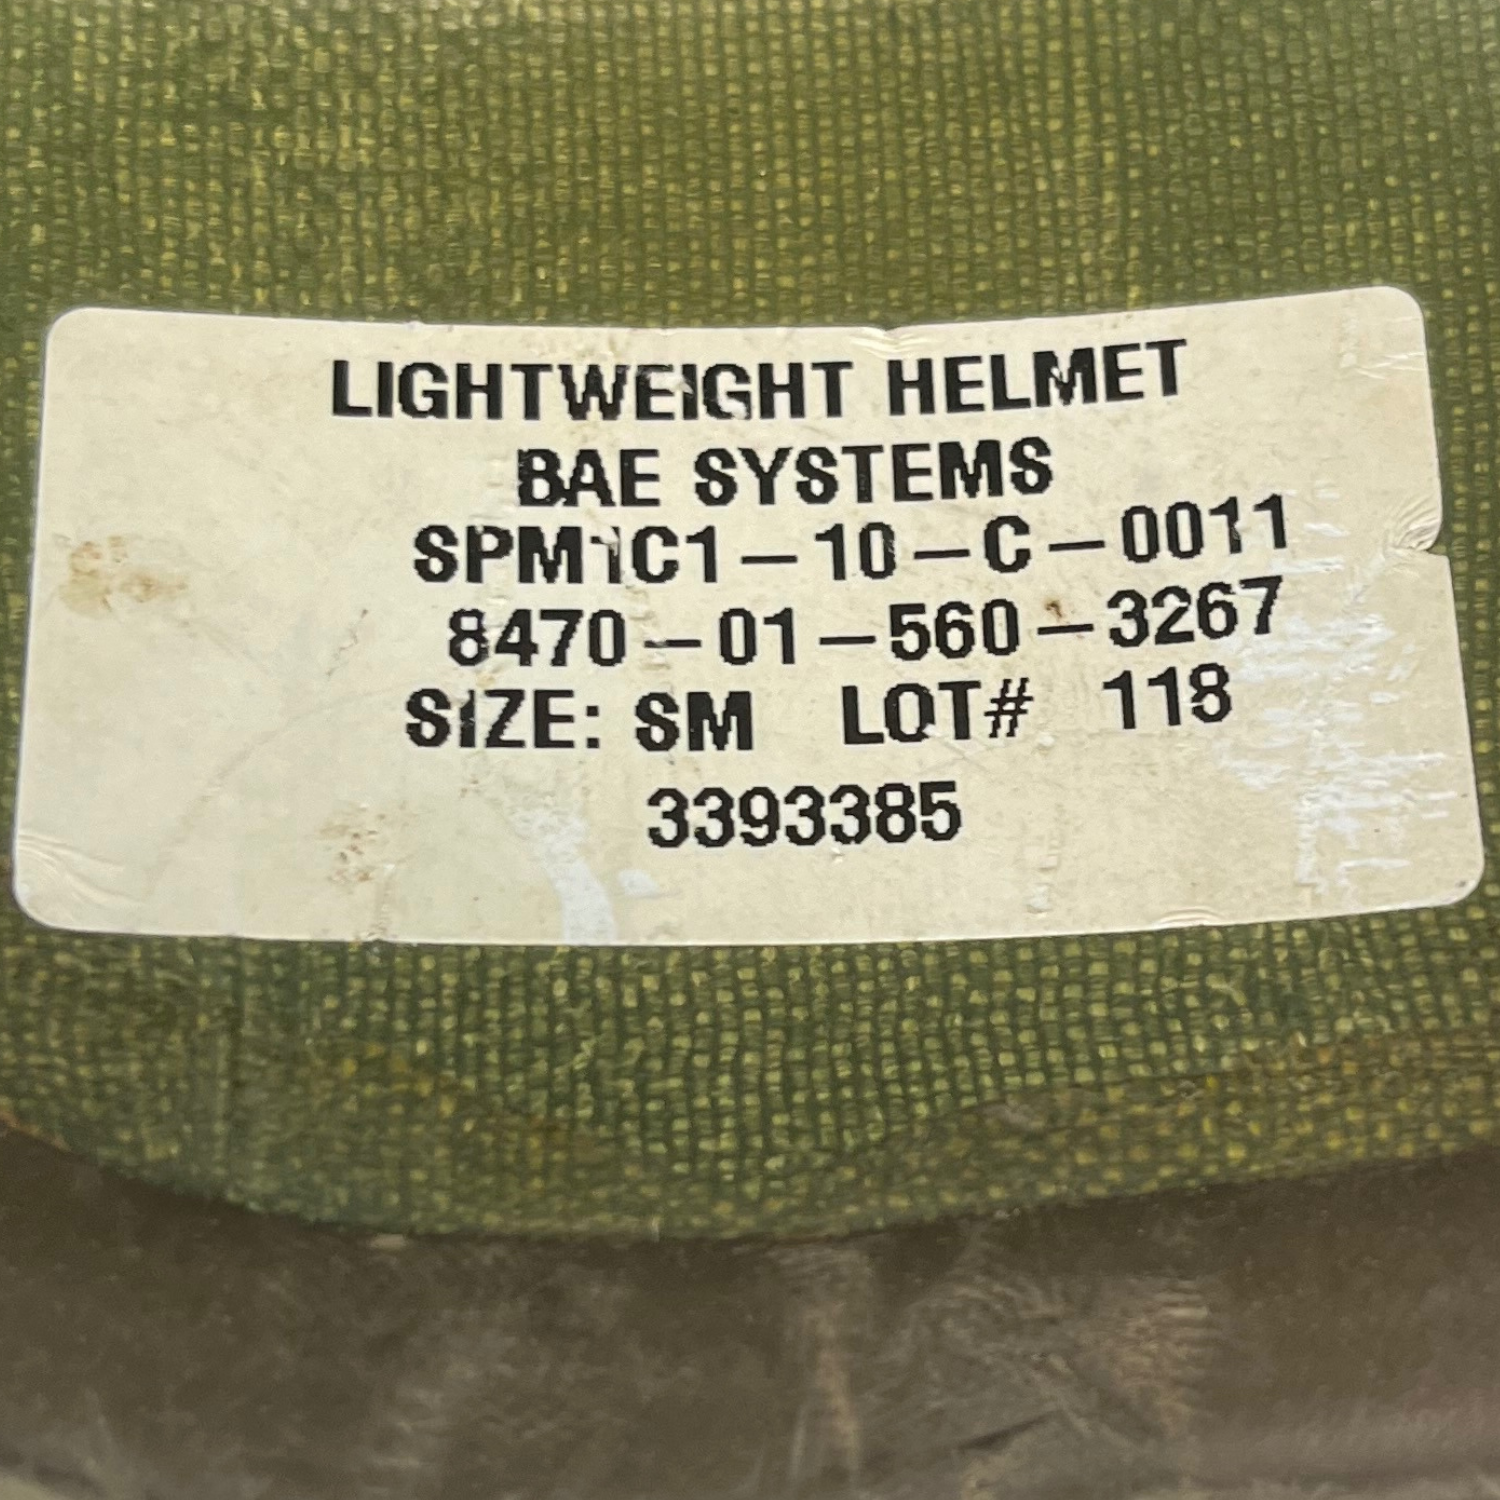 LIGHTWEIGHT HELMET
BAE SYSTEMS
SPM1C1-10-C-0011
8470-01-560-3267
SIZE: SM LOT# 118
3393385